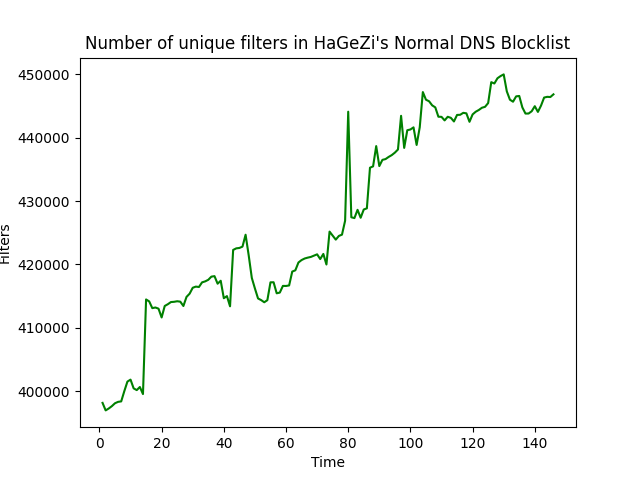 Number of unique filters in HaGeZi's Normal DNS Blocklist
450000
440000
430000
420000
410000
400000
Filters
0 20 40 60 80 100 120 140
Time